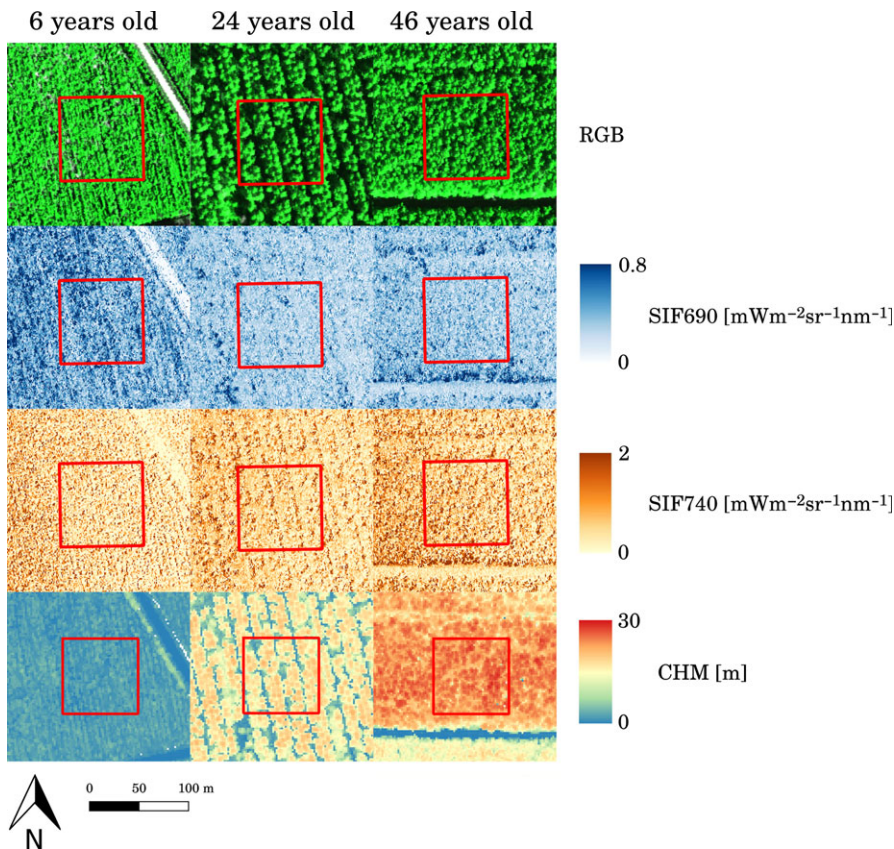 6 years old 24 years old 46 years old
RGB
0.8
SIF690 [mWm−2sr−1nm−1]
0
2
SIF740 [mWm−2sr−1nm−1]
0
30
CHM [m]
0
0 50 100 m
N